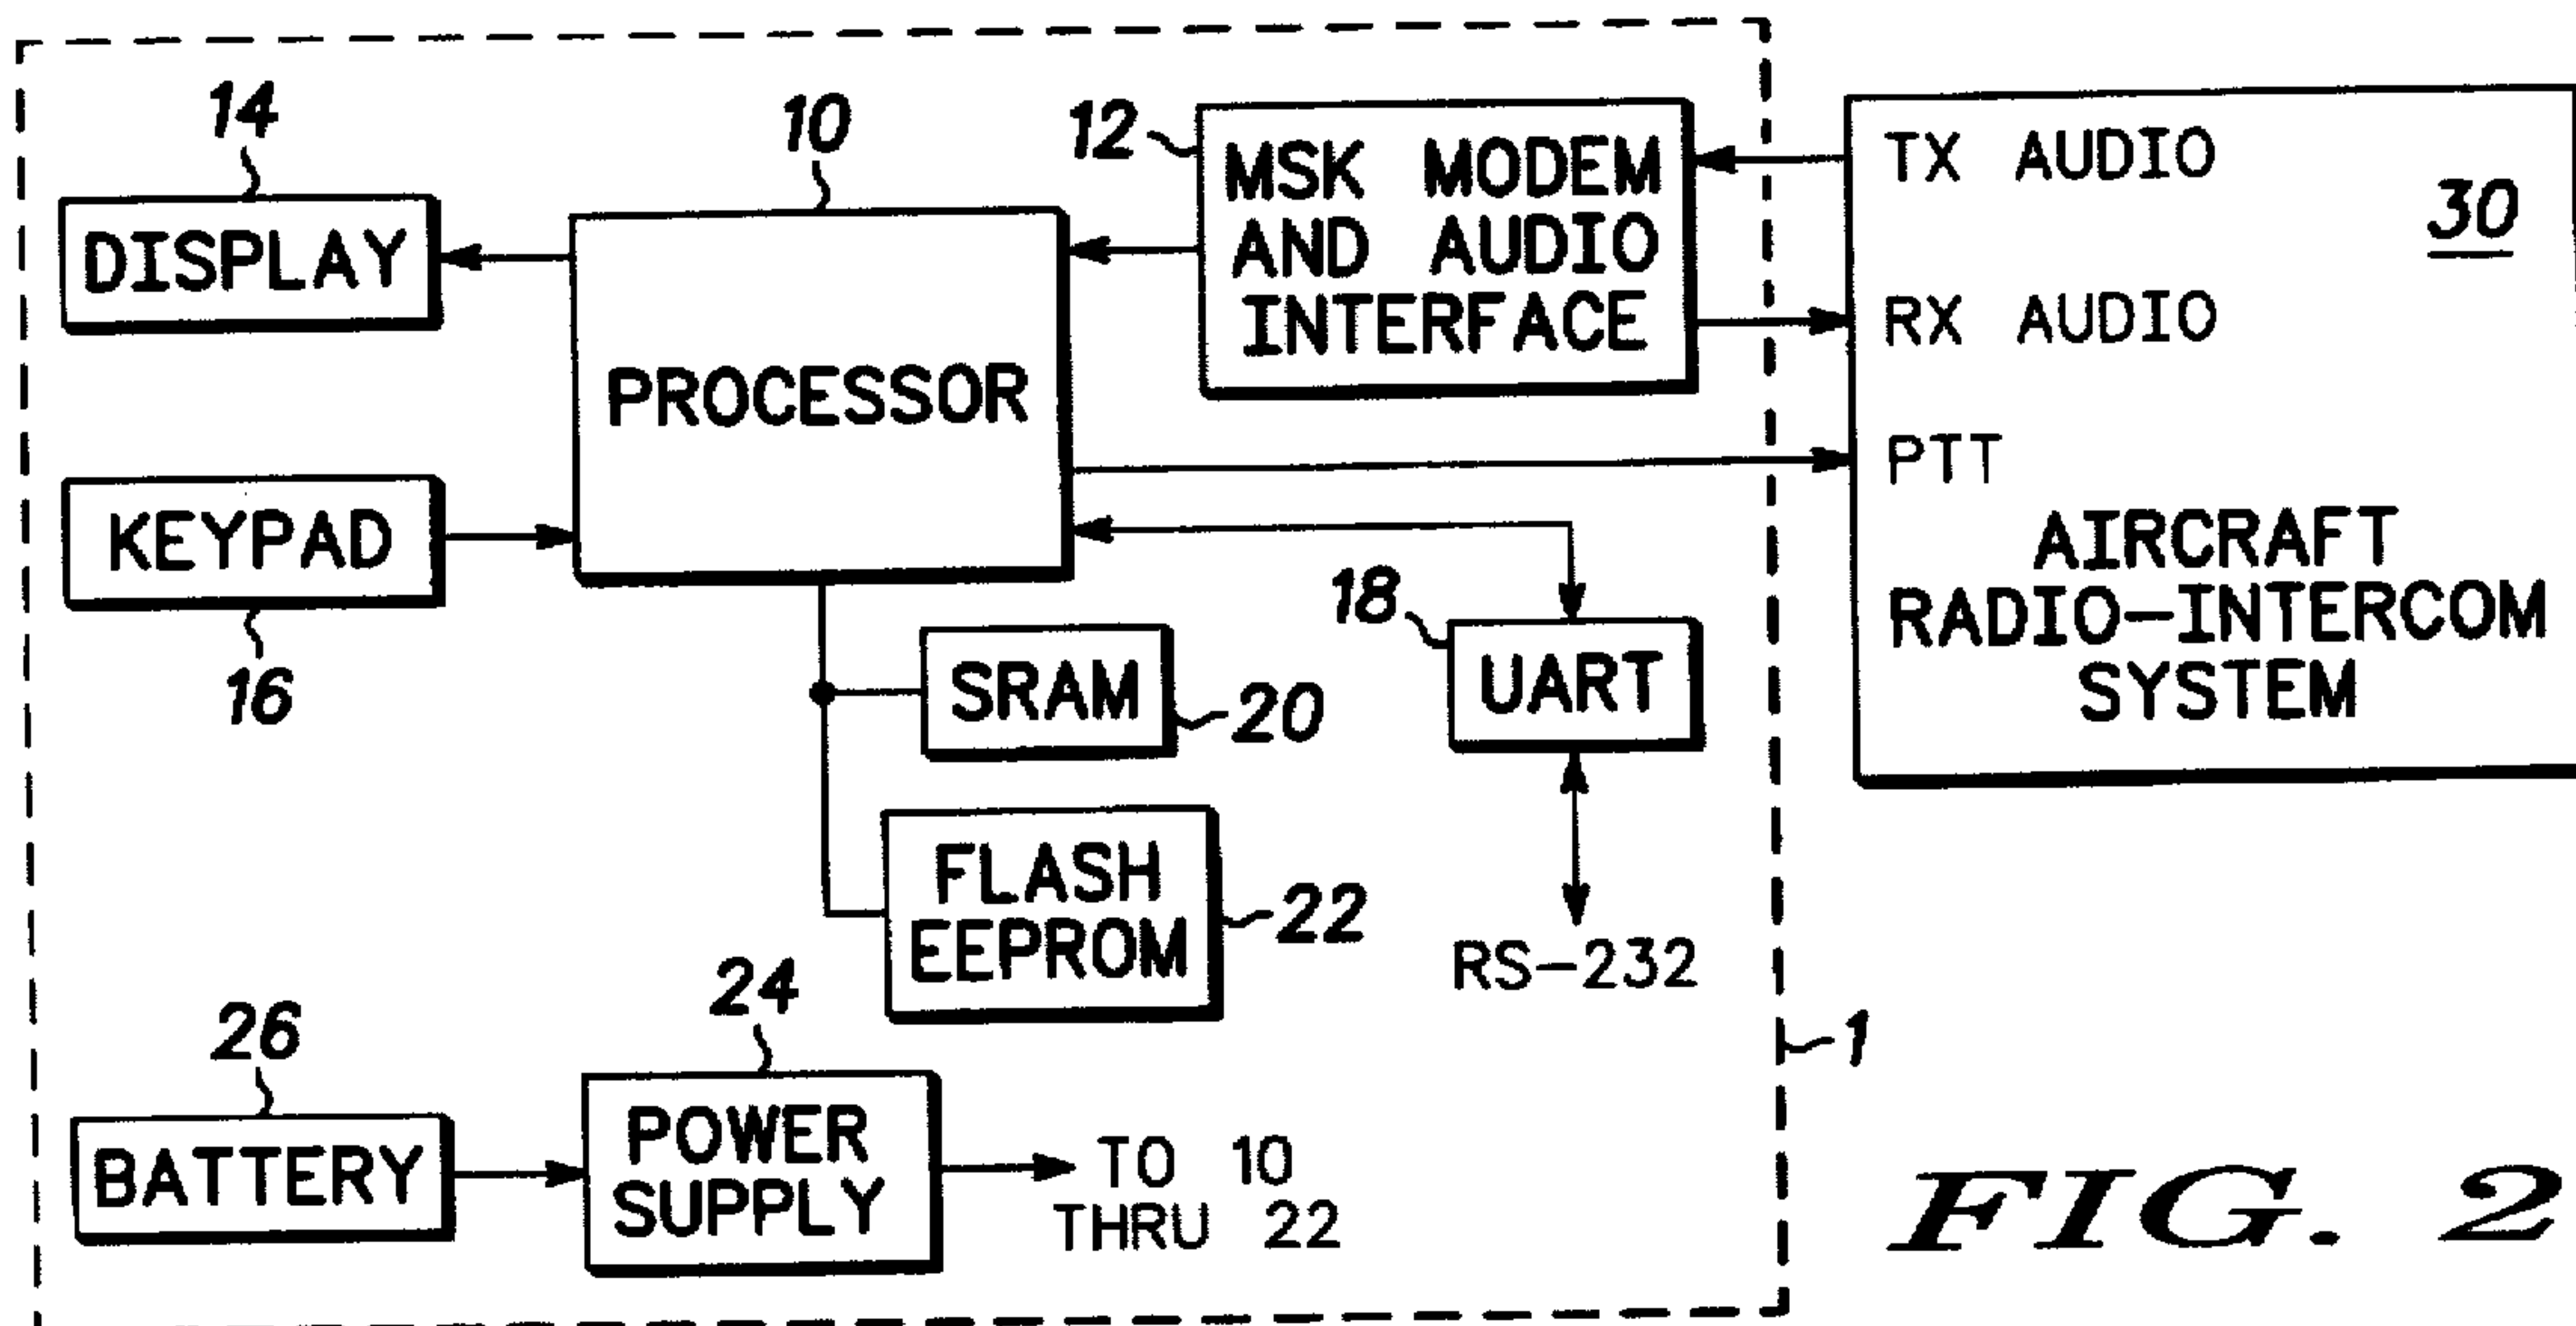 14
DISPLAY
10
PROCESSOR
12
MSK MODEM
AND AUDIO
INTERFACE
TX AUDIO
30
RX AUDIO
PTT
AIRCRAFT
RADIO-INTERCOM
SYSTEM
KEYPAD
16
18
UART
SRAM
20
FLASH
EEPROM
22
RS-232
1
26
BATTERY
24
POWER
SUPPLY
TO 10
THRU 22
FIG. 2